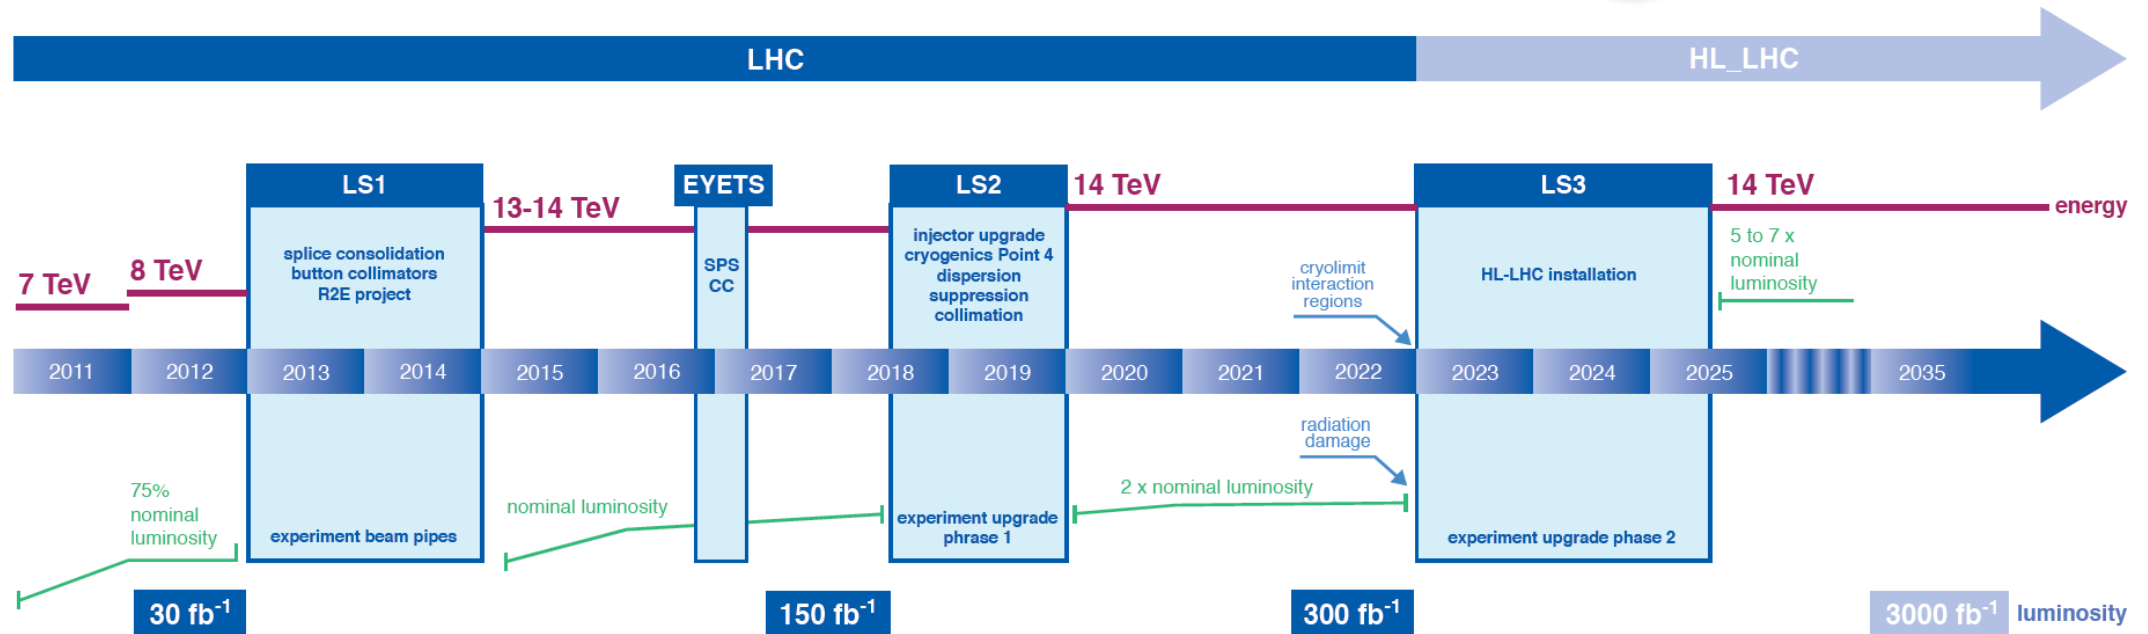 LHC
HL_LHC
LS1
EYETS
LS2
14 TeV
LS3
14 TeV
13-14 TeV
energy
7 TeV
8 TeV
splice consolidation
button collimators
R2E project
SPS
CC
injector upgrade
cryogenics Point 4
dispersion
suppression
collimation
cryolimit
interaction
regions
HL-LHC installation
5 to 7 x
nominal
luminosity
2011
2012
2013
2014
2015
2016
2017
2018
2019
2020
2021
2022
2023
2024
2025
2035
75%
nominal
luminosity
experiment beam pipes
nominal luminosity
experiment upgrade
phrase 1
2 x nominal luminosity
radiation
damage
experiment upgrade phase 2
30 fb⁻¹
150 fb⁻¹
300 fb⁻¹
3000 fb⁻¹
luminosity